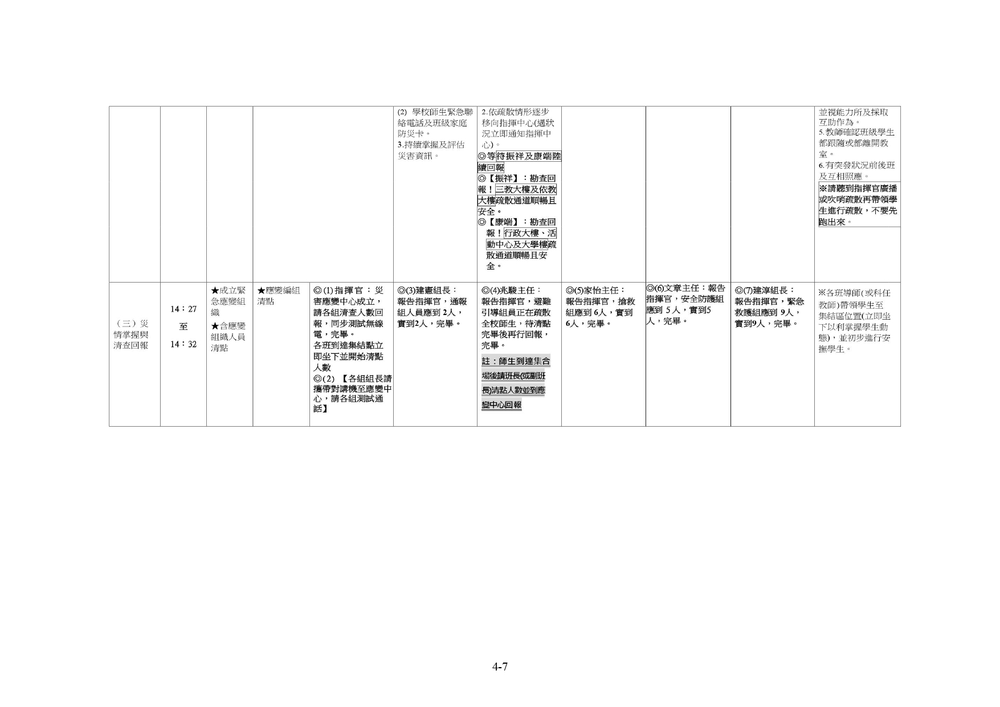 (2) 學校師生緊急聯
絡電話及班級家庭
防災卡。
3.持續掌握及評估
災害資訊。
2.依疏散情形逐步
移向指揮中心(遇狀
況立即通知指揮中
心)。
◎等待振祥及康端陸
續回報
◎【振祥】：勘查回
報！三教大樓及依教
大樓疏散通道順暢且
安全。
◎【康端】：勘查回
報！行政大樓、活
動中心及大學樓疏
散通道順暢且安
全。
並視能力所及採取
互助作為。
5.教師確認班級學生
都跟隨或都離開教
室。
6.有突發狀況前後班
及互相照應。
※請聽到指揮官廣播
或吹哨疏散再帶領學
生進行疏散，不要先
跑出來。
（三）災
情掌握與
清查回報
14：27
至
14：32
★成立緊
急應變組
織
★含應變
組織人員
清點
★應變編組
清點
◎(1)指揮官：災
害應變中心成立，
請各組清查人數回
報，同步測試無線
電，完畢。
各班到達集結點立
即坐下並開始清點
人數
◎(2) 【各組組長請
攜帶對講機至應變中
心，請各組測試通
話】
◎(3)建憲組長：
報告指揮官，通報
組人員應到 2人，
實到2人，完畢。
◎(4)兆駿主任：
報告指揮官，避難
引導組員正在疏散
全校師生，待清點
完畢後再行回報，
完畢。
註：師生到達集合
場後請班長(或副班
長)清點人數並到應
變中心回報
◎(5)家怡主任：
報告指揮官，搶救
組應到 6人，實到
6人，完畢。
◎(6)文章主任：報告
指揮官，安全防護組
應到 5人，實到5
人，完畢。
◎(7)建淳組長：
報告指揮官，緊急
救護組應到 9人，
實到9人，完畢。
※各班導師(或科任
教師)帶領學生至
集結區位置(立即坐
下以利掌握學生動
態)，並初步進行安
撫學生。
4-7